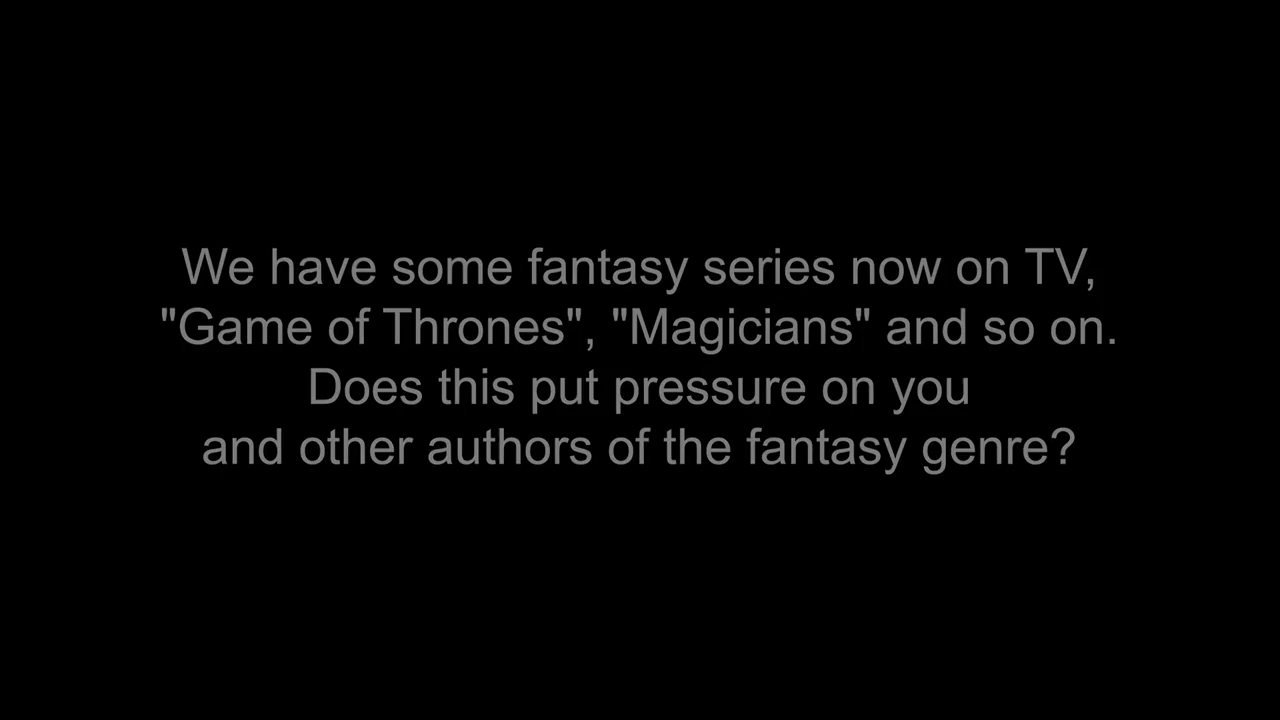 We have some fantasy series now on TV,
"Game of Thrones", "Magicians" and so on.
Does this put pressure on you
and other authors of the fantasy genre?